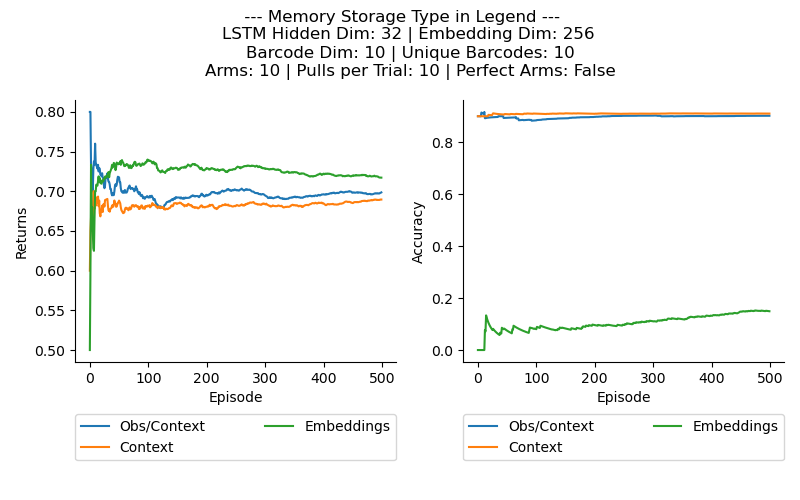 --- Memory Storage Type in Legend ---
LSTM Hidden Dim: 32 | Embedding Dim: 256
Barcode Dim: 10 | Unique Barcodes: 10
Arms: 10 | Pulls per Trial: 10 | Perfect Arms: False
0.80
0.75
0.70
0.65
0.60
0.55
0.50
Returns
0 100 200 300 400 500
Episode
Obs/Context Embeddings
Context
0.8
0.6
0.4
0.2
0.0
Accuracy
0 100 200 300 400 500
Episode
Obs/Context Embeddings
Context